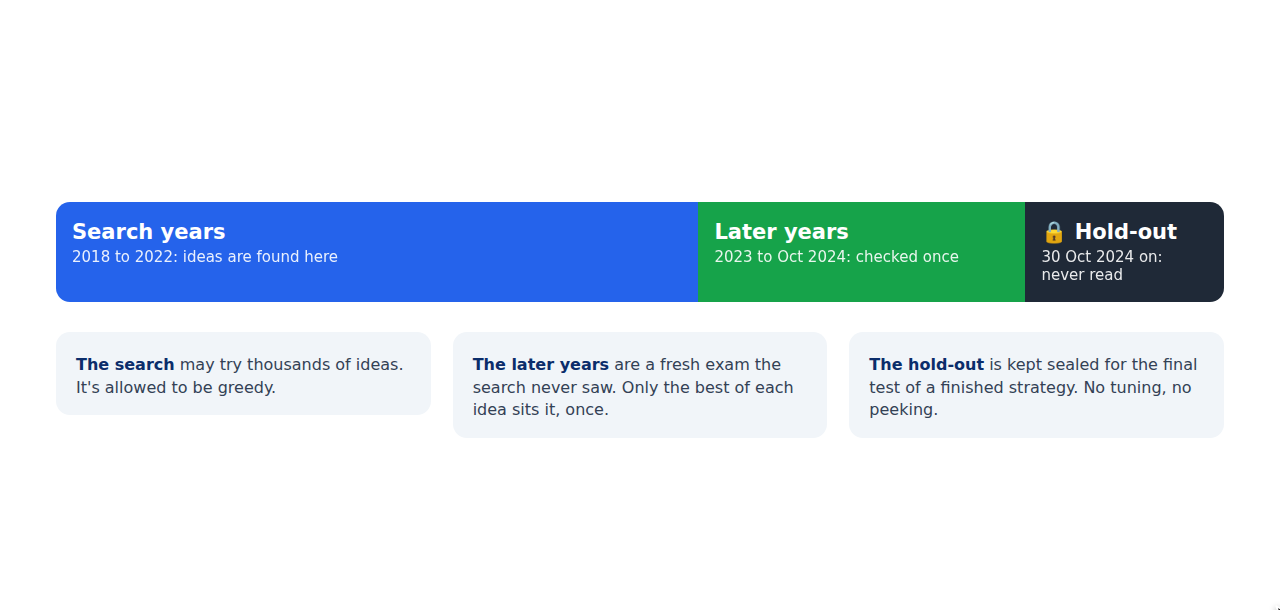 Search years
2018 to 2022: ideas are found here
Later years
2023 to Oct 2024: checked once
🔒 Hold-out
30 Oct 2024 on:
never read
The search may try thousands of ideas.
It's allowed to be greedy.
The later years are a fresh exam the
search never saw. Only the best of each
idea sits it, once.
The hold-out is kept sealed for the final
test of a finished strategy. No tuning, no
peeking.